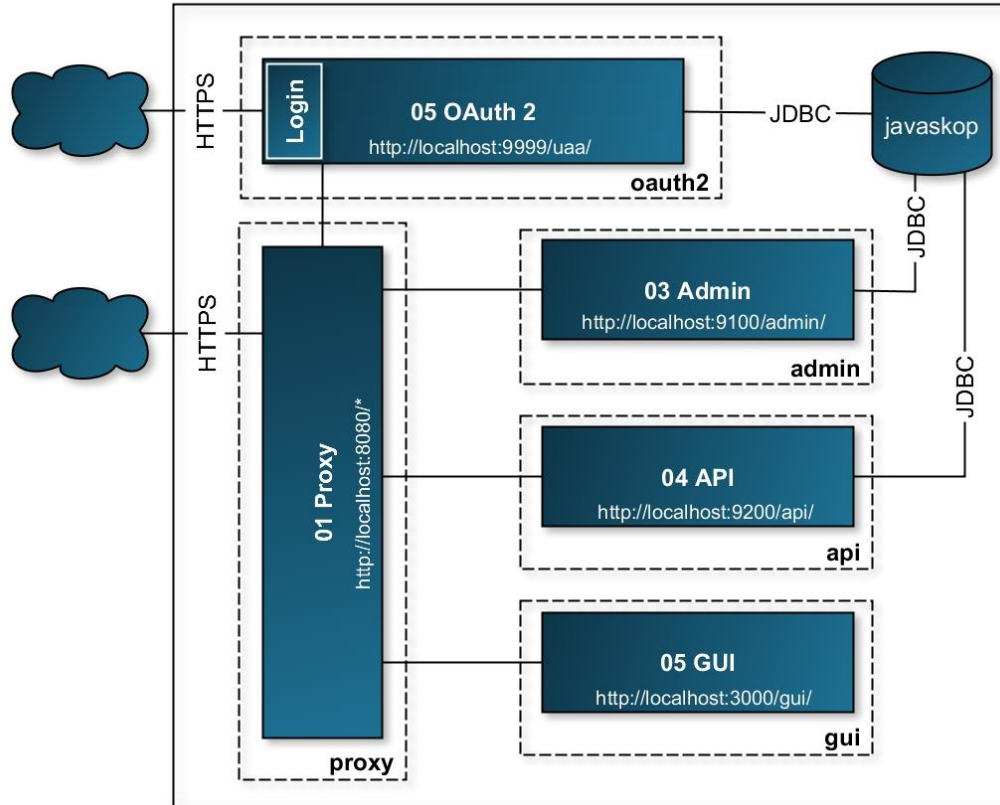 HTTPS
Login
05 OAuth 2
http://localhost:9999/uaa/
oauth2
JDBC
javaskop
HTTPS
01 Proxy
http://localhost:8080/*
proxy
03 Admin
http://localhost:9100/admin/
admin
JDBC
04 API
http://localhost:9200/api/
api
JDBC
05 GUI
http://localhost:3000/gui/
gui